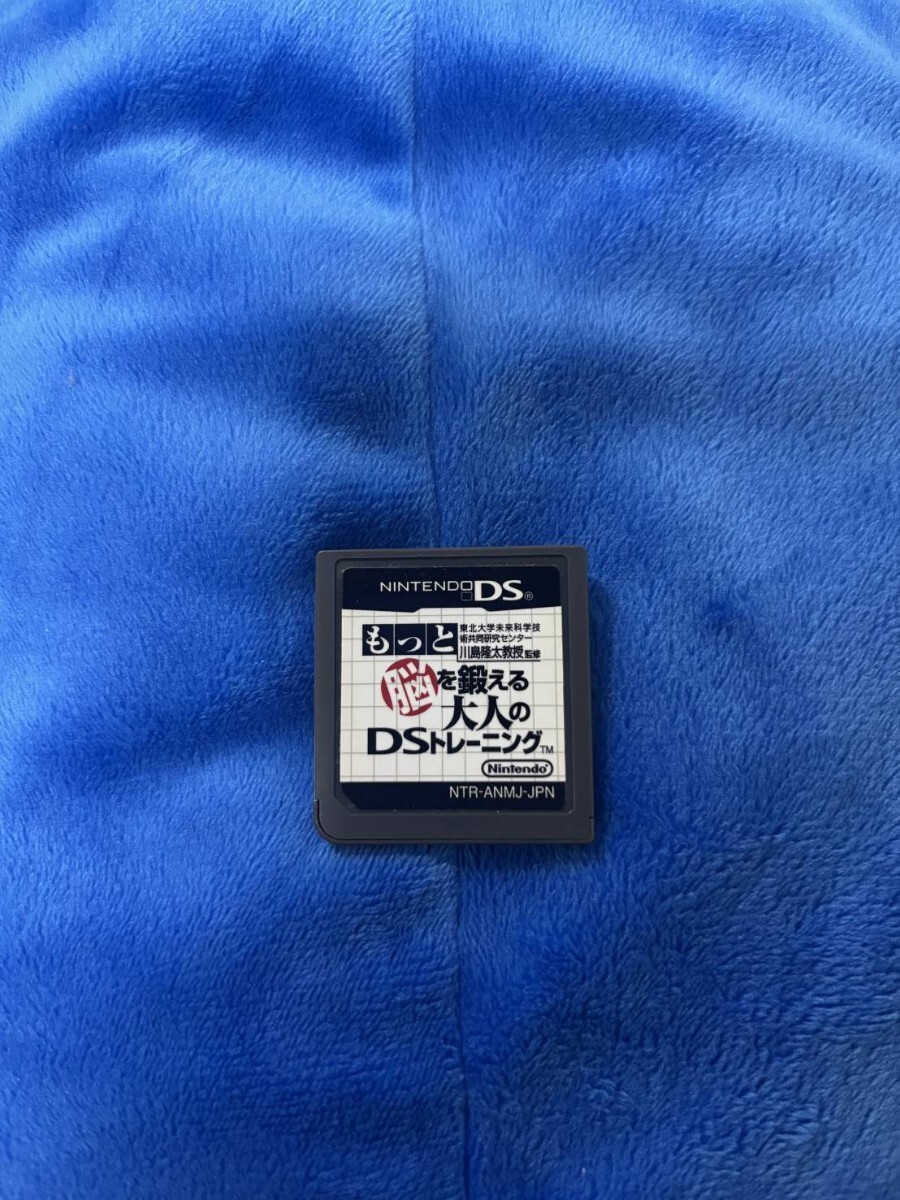 NINTENDO DS®
もっと
東北大学未来科学技
術共同研究センター
川島隆太教授監修
脳を鍛える
大人の
DSトレーニング™
Nintendo
NTR-ANMJ-JPN